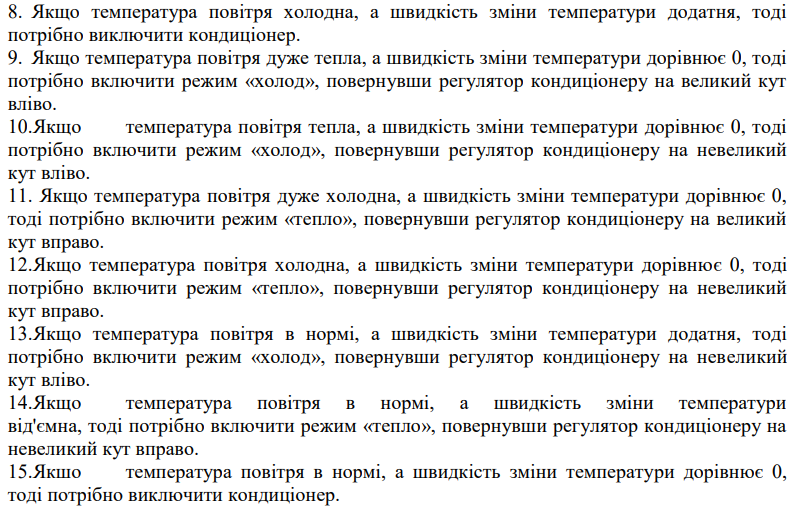 8. Якщо температура повітря холодна, а швидкість зміни температури додатня, тоді
потрібно виключити кондиціонер.
9. Якщо температура повітря дуже тепла, а швидкість зміни температури дорівнює 0, тоді
потрібно включити режим «холод», повернувши регулятор кондиціонеру на великий кут
вліво.
10.Якщо температура повітря тепла, а швидкість зміни температури дорівнює 0, тоді
потрібно включити режим «холод», повернувши регулятор кондиціонеру на невеликий
кут вліво.
11. Якщо температура повітря дуже холодна, а швидкість зміни температури дорівнює 0,
тоді потрібно включити режим «тепло», повернувши регулятор кондиціонеру на великий
кут вправо.
12.Якщо температура повітря холодна, а швидкість зміни температури дорівнює 0, тоді
потрібно включити режим «тепло», повернувши регулятор кондиціонеру на невеликий
кут вправо.
13.Якщо температура повітря в нормі, а швидкість зміни температури додатня, тоді
потрібно включити режим «холод», повернувши регулятор кондиціонеру на невеликий
кут вліво.
14.Якщо температура повітря в нормі, а швидкість зміни температури
від'ємна, тоді потрібно включити режим «тепло», повернувши регулятор кондиціонеру на
невеликий кут вправо.
15.Якшо температура повітря в нормі, а швидкість зміни температури дорівнює 0,
тоді потрібно виключити кондиціонер.